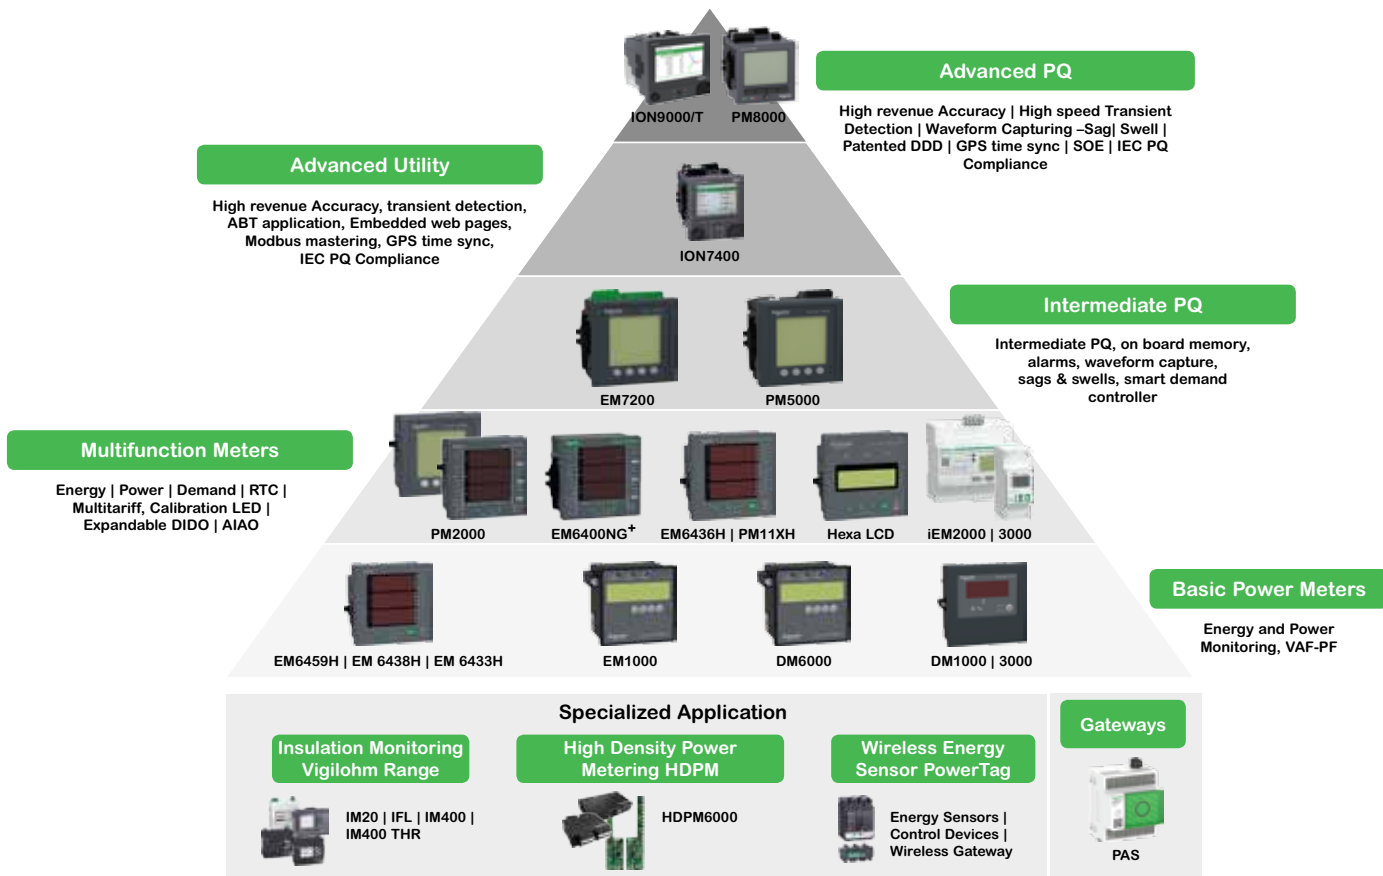 Advanced PQ
High revenue Accuracy | High speed Transient
Detection | Waveform Capturing –Sag| Swell |
Patented DDD | GPS time sync | SOE | IEC PQ
Compliance
ION9000/T
PM8000
Advanced Utility
High revenue Accuracy, transient detection,
ABT application, Embedded web pages,
Modbus mastering, GPS time sync,
IEC PQ Compliance
ION7400
Intermediate PQ
Intermediate PQ, on board memory,
alarms, waveform capture,
sags & swells, smart demand
controller
EM7200
PM5000
Multifunction Meters
Energy | Power | Demand | RTC |
Multitariff, Calibration LED |
Expandable DIDO | AIAO
PM2000
EM6400NG+
EM6436H | PM11XH
Hexa LCD
iEM2000 | 3000
Basic Power Meters
Energy and Power
Monitoring, VAF-PF
EM6459H | EM 6438H | EM 6433H
EM1000
DM6000
DM1000 | 3000
Specialized Application
Insulation Monitoring
Vigilohm Range
IM20 | IFL | IM400 |
IM400 THR
High Density Power
Metering HDPM
HDPM6000
Wireless Energy
Sensor PowerTag
Energy Sensors |
Control Devices |
Wireless Gateway
Gateways
PAS